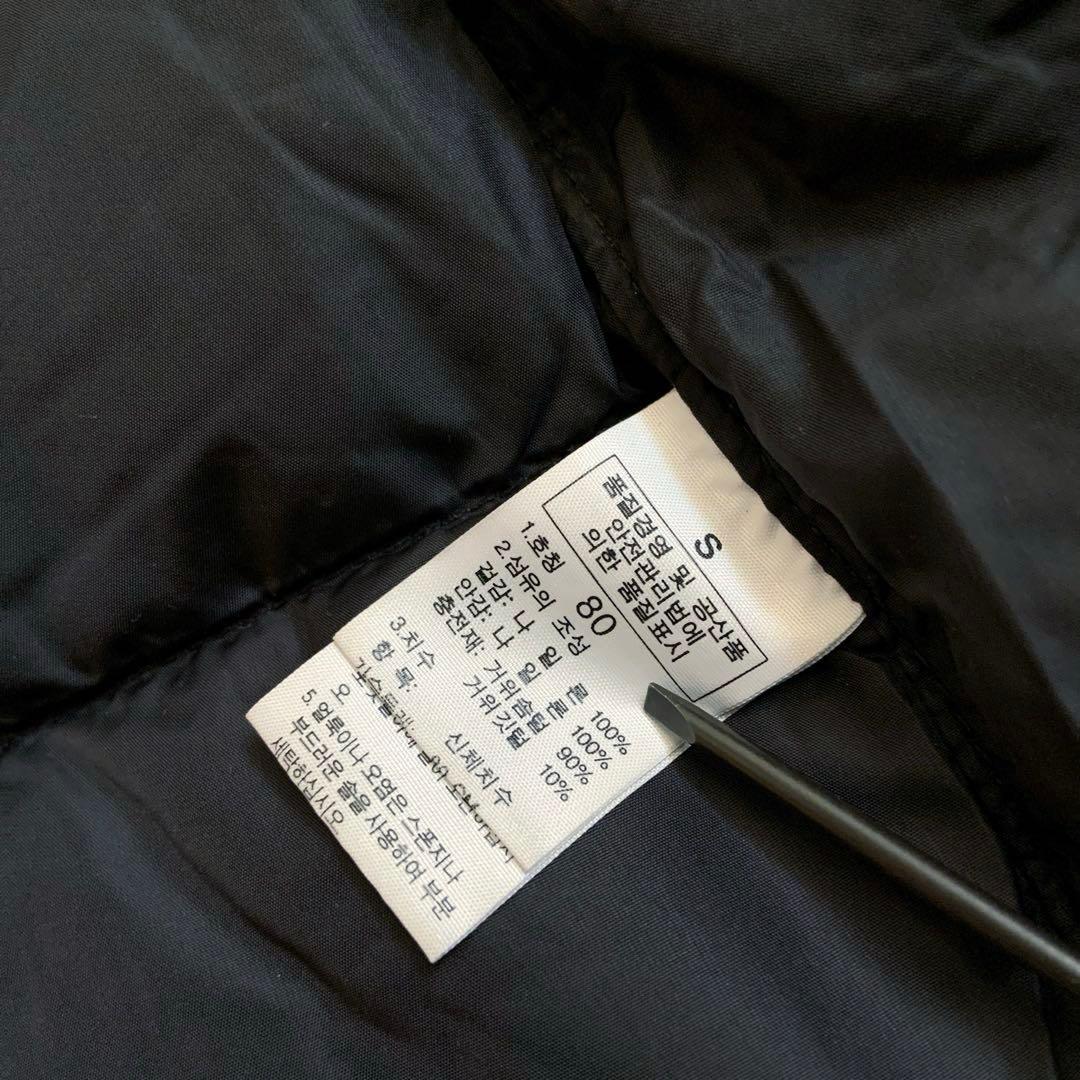 S
품질경영 및 공산품
안전관리법에
의한 품질표시
1.호칭 80
2.섬유의 조성
겉감: 나 일 론 100%
안감: 나 일 론 100%
충전재: 거위솜털 90%
거위깃털 10%
3.치수
항 목: 신체치수
오
5.얼룩이나 오염은 스폰지나
부드러운 솔을 사용하여 부분
세탁하십시오